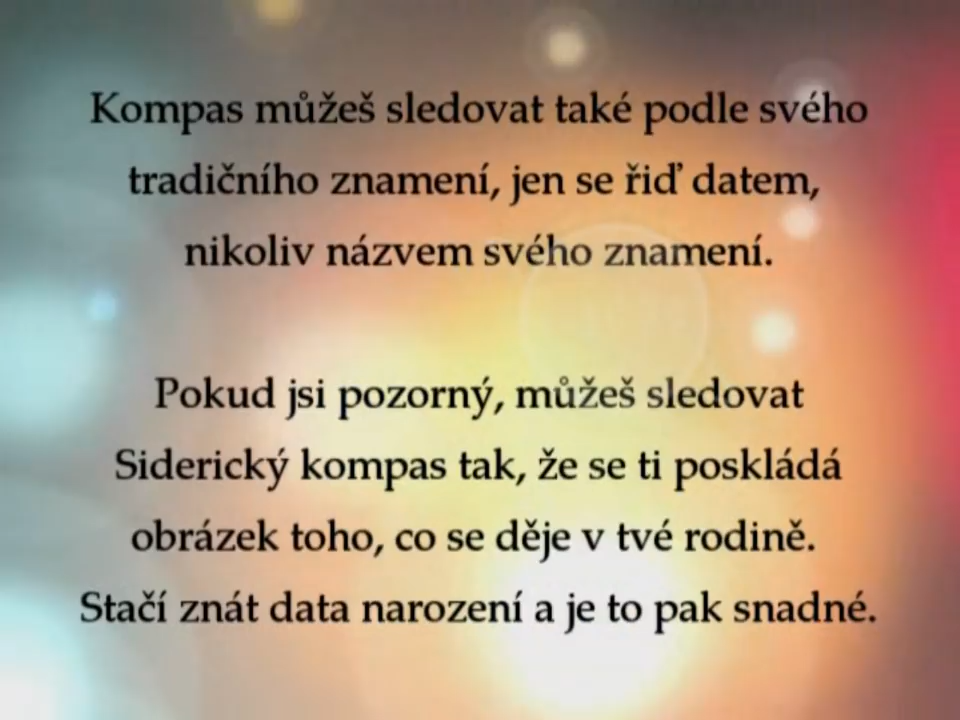 Kompas můžeš sledovat také podle svého
tradičního znamení, jen se řiď datem,
nikoliv názvem svého znamení.
Pokud jsi pozorný, můžeš sledovat
Siderický kompas tak, že se ti poskládá
obrázek toho, co se děje v tvé rodině.
Stačí znát data narození a je to pak snadné.